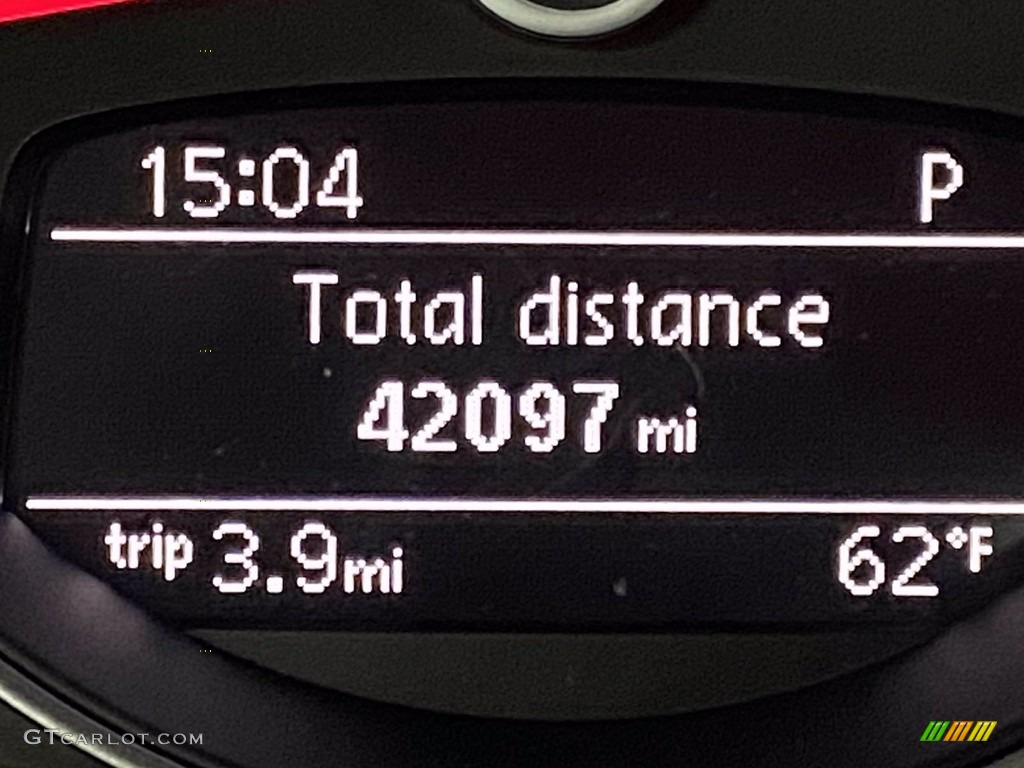 15:04 P
Total distance
42097 mi
trip 3.9mi 62°F
GTcarlot.com